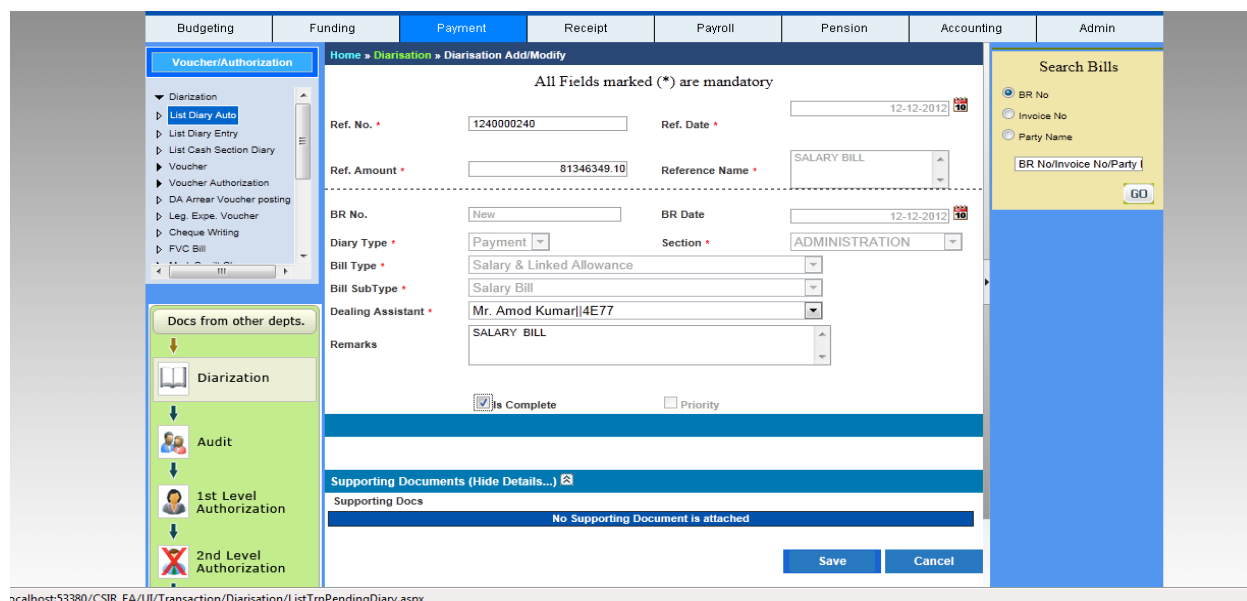 Budgeting Funding Payment Receipt Payroll Pension Accounting Admin
Voucher/Authorization
Diarization
List Diary Auto
List Diary Entry
List Cash Section Diary
Voucher
Voucher Authorization
DA Arrear Voucher posting
Leg. Expe. Voucher
Cheque Writing
FVC Bill
Docs from other depts.
Diarization
Audit
1st Level
Authorization
2nd Level
Authorization
Home » Diarisation » Diarisation Add/Modify
All Fields marked (*) are mandatory
Ref. No. * 1240000240 Ref. Date * 12-12-2012 10
Ref. Amount * 81346349.10 Reference Name * SALARY BILL
BR No. New BR Date 12-12-2012 10
Diary Type * Payment Section * ADMINISTRATION
Bill Type * Salary & Linked Allowance
Bill SubType * Salary Bill
Dealing Assistant * Mr. Amod Kumar||4E77
Remarks SALARY BILL
Is Complete Priority
Supporting Documents (Hide Details...)
Supporting Docs
No Supporting Document is attached
Save Cancel
Search Bills
BR No
Invoice No
Party Name
BR No/Invoice No/Party
GO
ocalhost:53380/CSIR_FA/UI/Transaction/Diarisation/ListTrnPendingDiary.aspx